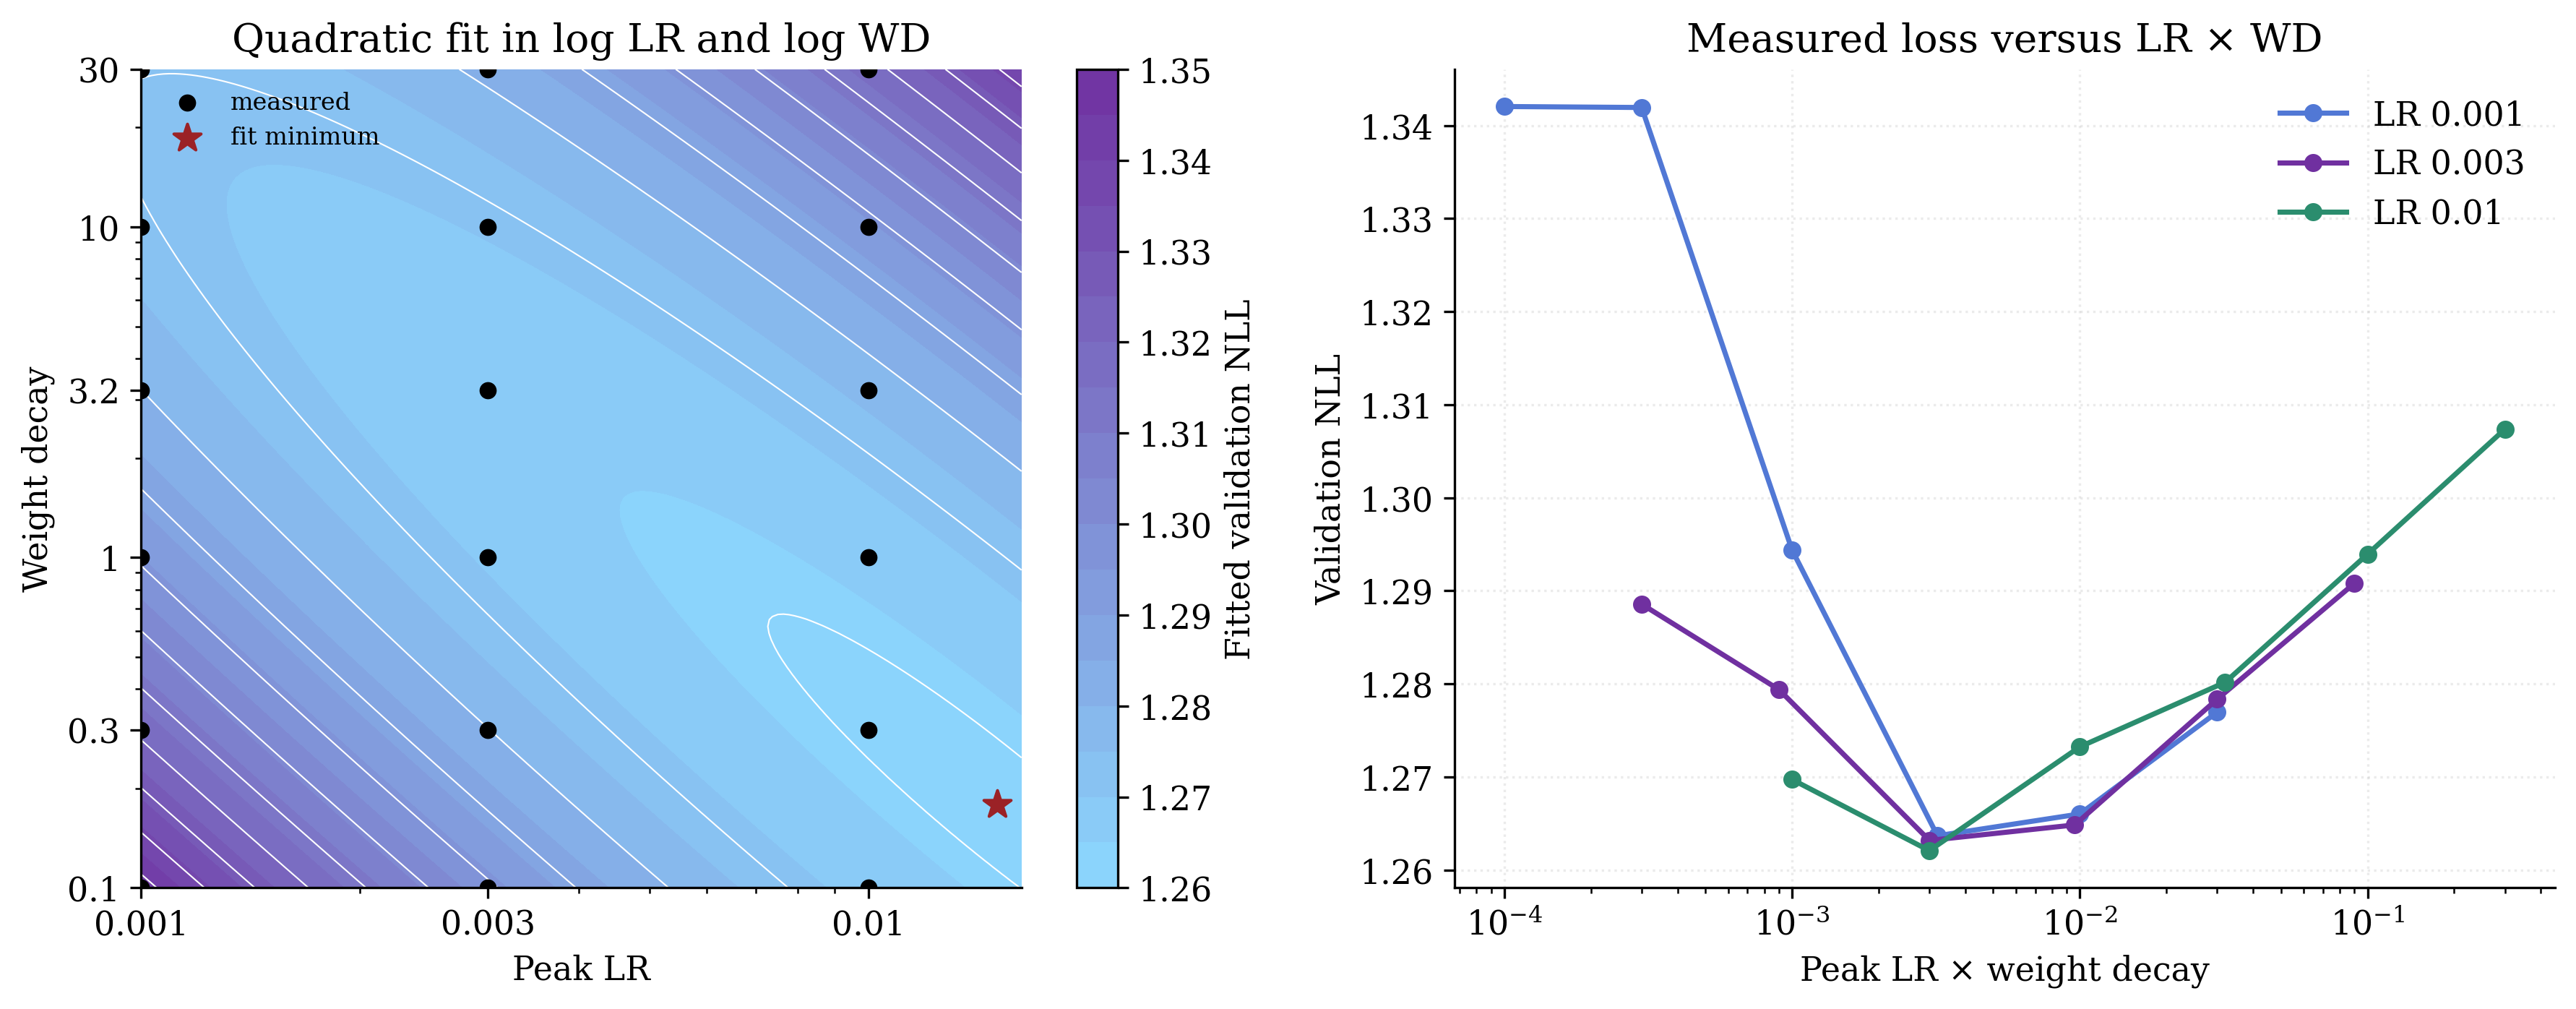 Quadratic fit in log LR and log WD
measured
fit minimum
30
10
3.2
1
0.3
0.1
Weight decay
0.001
0.003
0.01
Peak LR
1.35
1.34
1.33
1.32
1.31
1.30
1.29
1.28
1.27
1.26
Fitted validation NLL
Measured loss versus LR × WD
LR 0.001
LR 0.003
LR 0.01
1.34
1.33
1.32
1.31
1.30
1.29
1.28
1.27
1.26
Validation NLL
10⁻⁴
10⁻³
10⁻²
10⁻¹
Peak LR × weight decay